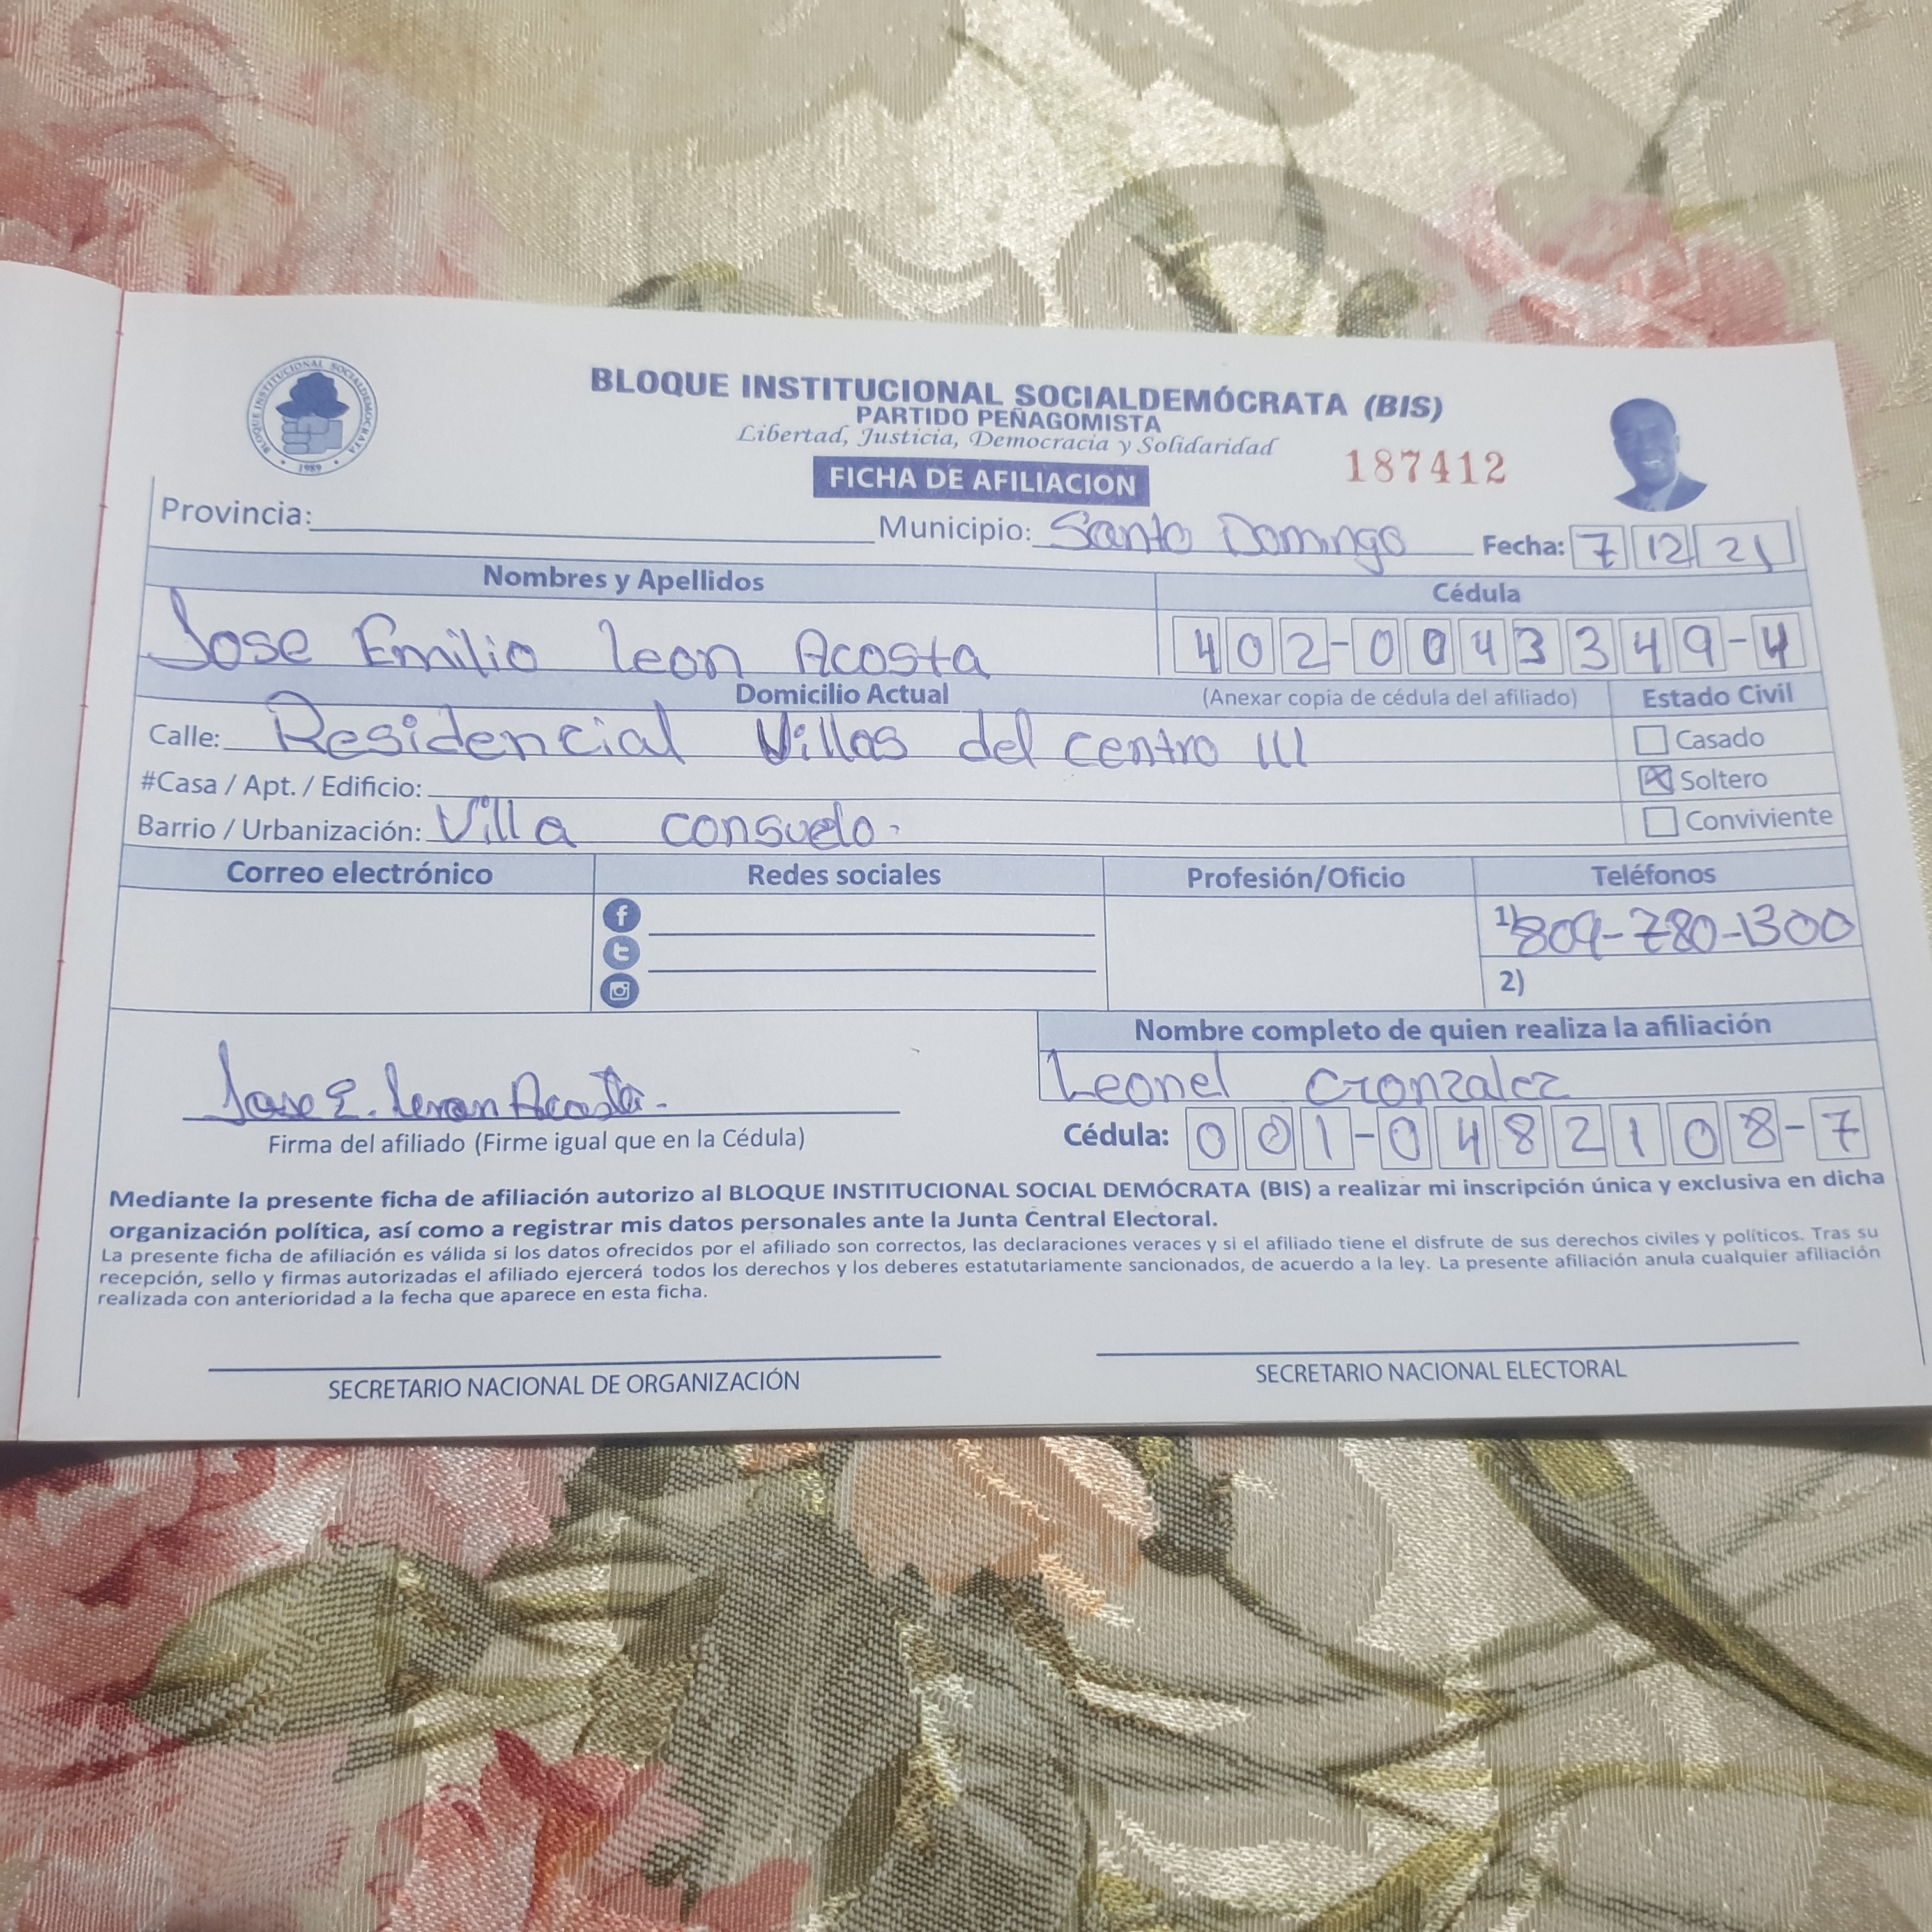 BLOQUE INSTITUCIONAL SOCIALDEMÓCRATA
1989
BLOQUE INSTITUCIONAL SOCIALDEMÓCRATA (BIS)
PARTIDO PEÑAGOMISTA
Libertad, Justicia, Democracia y Solidaridad
FICHA DE AFILIACION
187412
Provincia: Municipio: Santo Domingo Fecha: 7 12 21
Nombres y Apellidos Cédula
Jose Emilio Leon Acosta 402-0043349-4
Domicilio Actual (Anexar copia de cédula del afiliado) Estado Civil
Calle: Residencial Villas del centro III Casado
#Casa / Apt. / Edificio: X Soltero
Barrio / Urbanización: Villa consuelo. Conviviente
Correo electrónico Redes sociales Profesión/Oficio Teléfonos
1) 809-780-1300
2)
Nombre completo de quien realiza la afiliación
Jose E. Leon Acosta. Leonel Gonzalez
Firma del afiliado (Firme igual que en la Cédula) Cédula: 001-0482108-7
Mediante la presente ficha de afiliación autorizo al BLOQUE INSTITUCIONAL SOCIAL DEMÓCRATA (BIS) a realizar mi inscripción única y exclusiva en dicha
organización política, así como a registrar mis datos personales ante la Junta Central Electoral.
La presente ficha de afiliación es válida si los datos ofrecidos por el afiliado son correctos, las declaraciones veraces y si el afiliado tiene el disfrute de sus derechos civiles y políticos. Tras su
recepción, sello y firmas autorizadas el afiliado ejercerá todos los derechos y los deberes estatutariamente sancionados, de acuerdo a la ley. La presente afiliación anula cualquier afiliación
realizada con anterioridad a la fecha que aparece en esta ficha.
SECRETARIO NACIONAL DE ORGANIZACIÓN SECRETARIO NACIONAL ELECTORAL